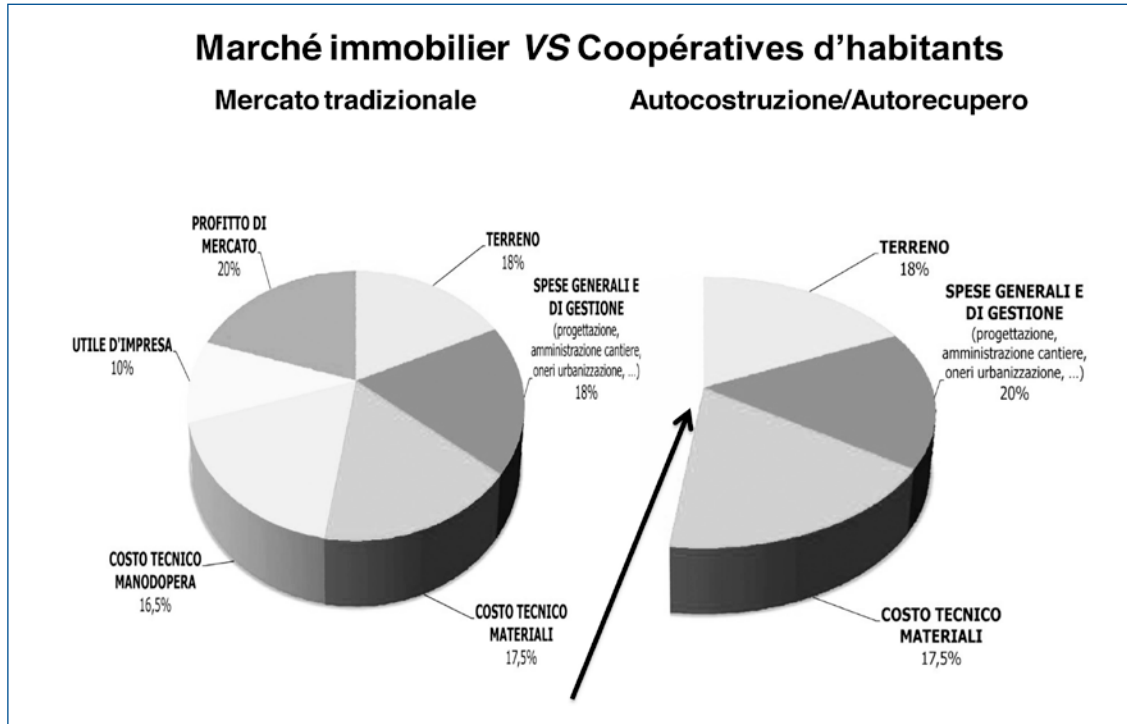 Marché immobilier VS Coopératives d'habitants
Mercato tradizionale
Autocostruzione/Autorecupero
PROFITTO DI
MERCATO
20%
TERRENO
18%
SPESE GENERALI E
DI GESTIONE
(progettazione,
amministrazione cantiere,
oneri urbanizzazione, ...)
18%
UTILE D'IMPRESA
10%
COSTO TECNICO
MANODOPERA
16,5%
COSTO TECNICO
MATERIALI
17,5%
TERRENO
18%
SPESE GENERALI E
DI GESTIONE
(progettazione,
amministrazione cantiere,
oneri urbanizzazione, ...)
20%
COSTO TECNICO
MATERIALI
17,5%